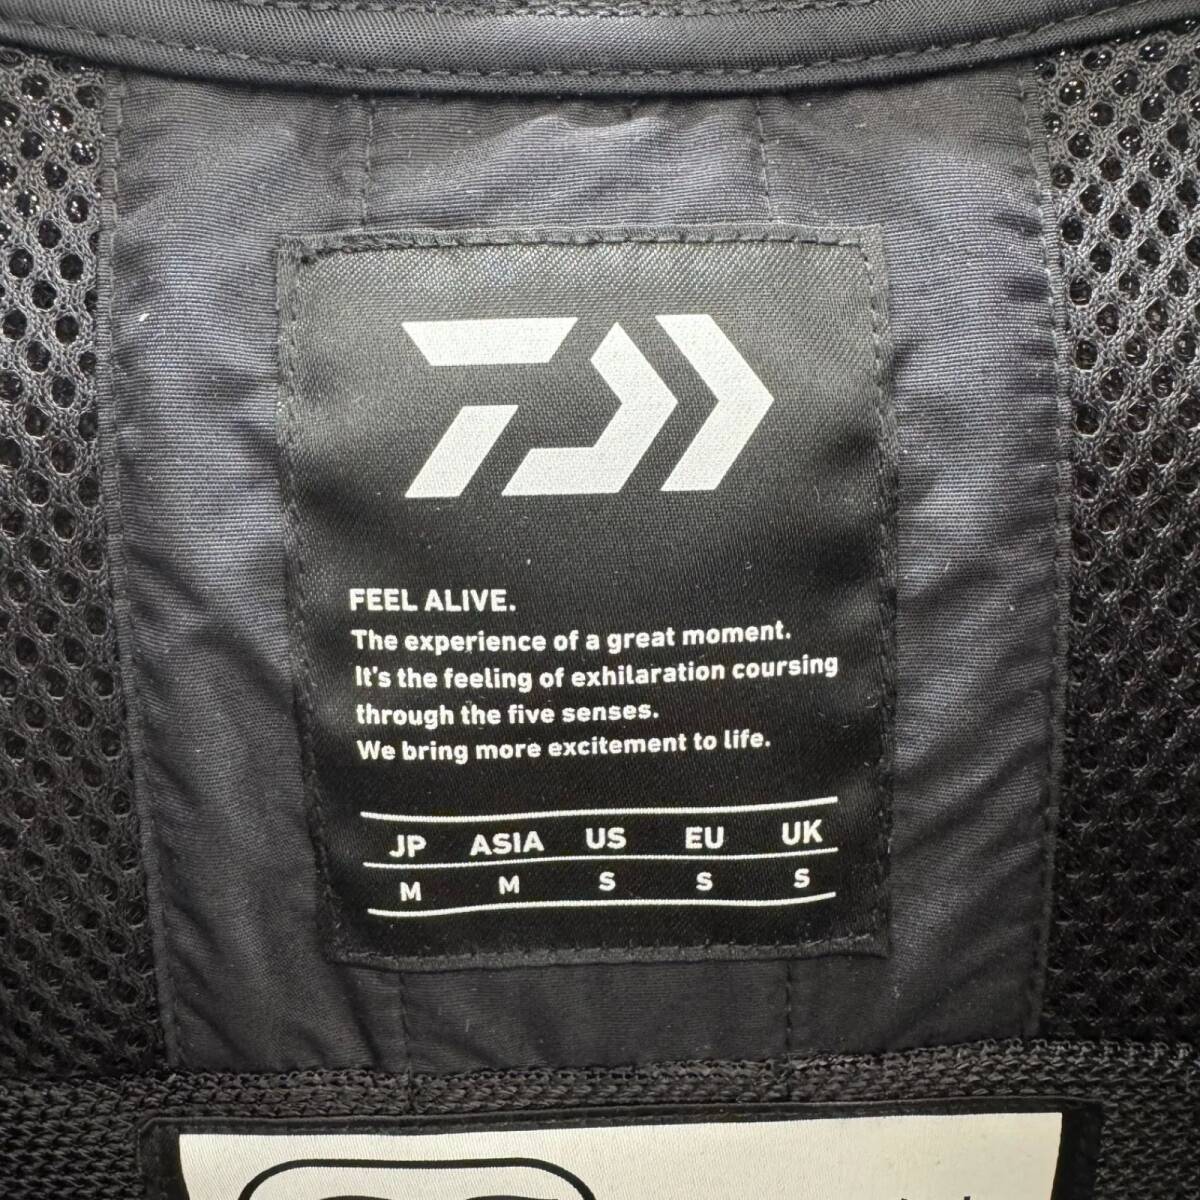 FEEL ALIVE.
The experience of a great moment.
It's the feeling of exhilaration coursing
through the five senses.
We bring more excitement to life.
JP ASIA US EU UK
M M S S S